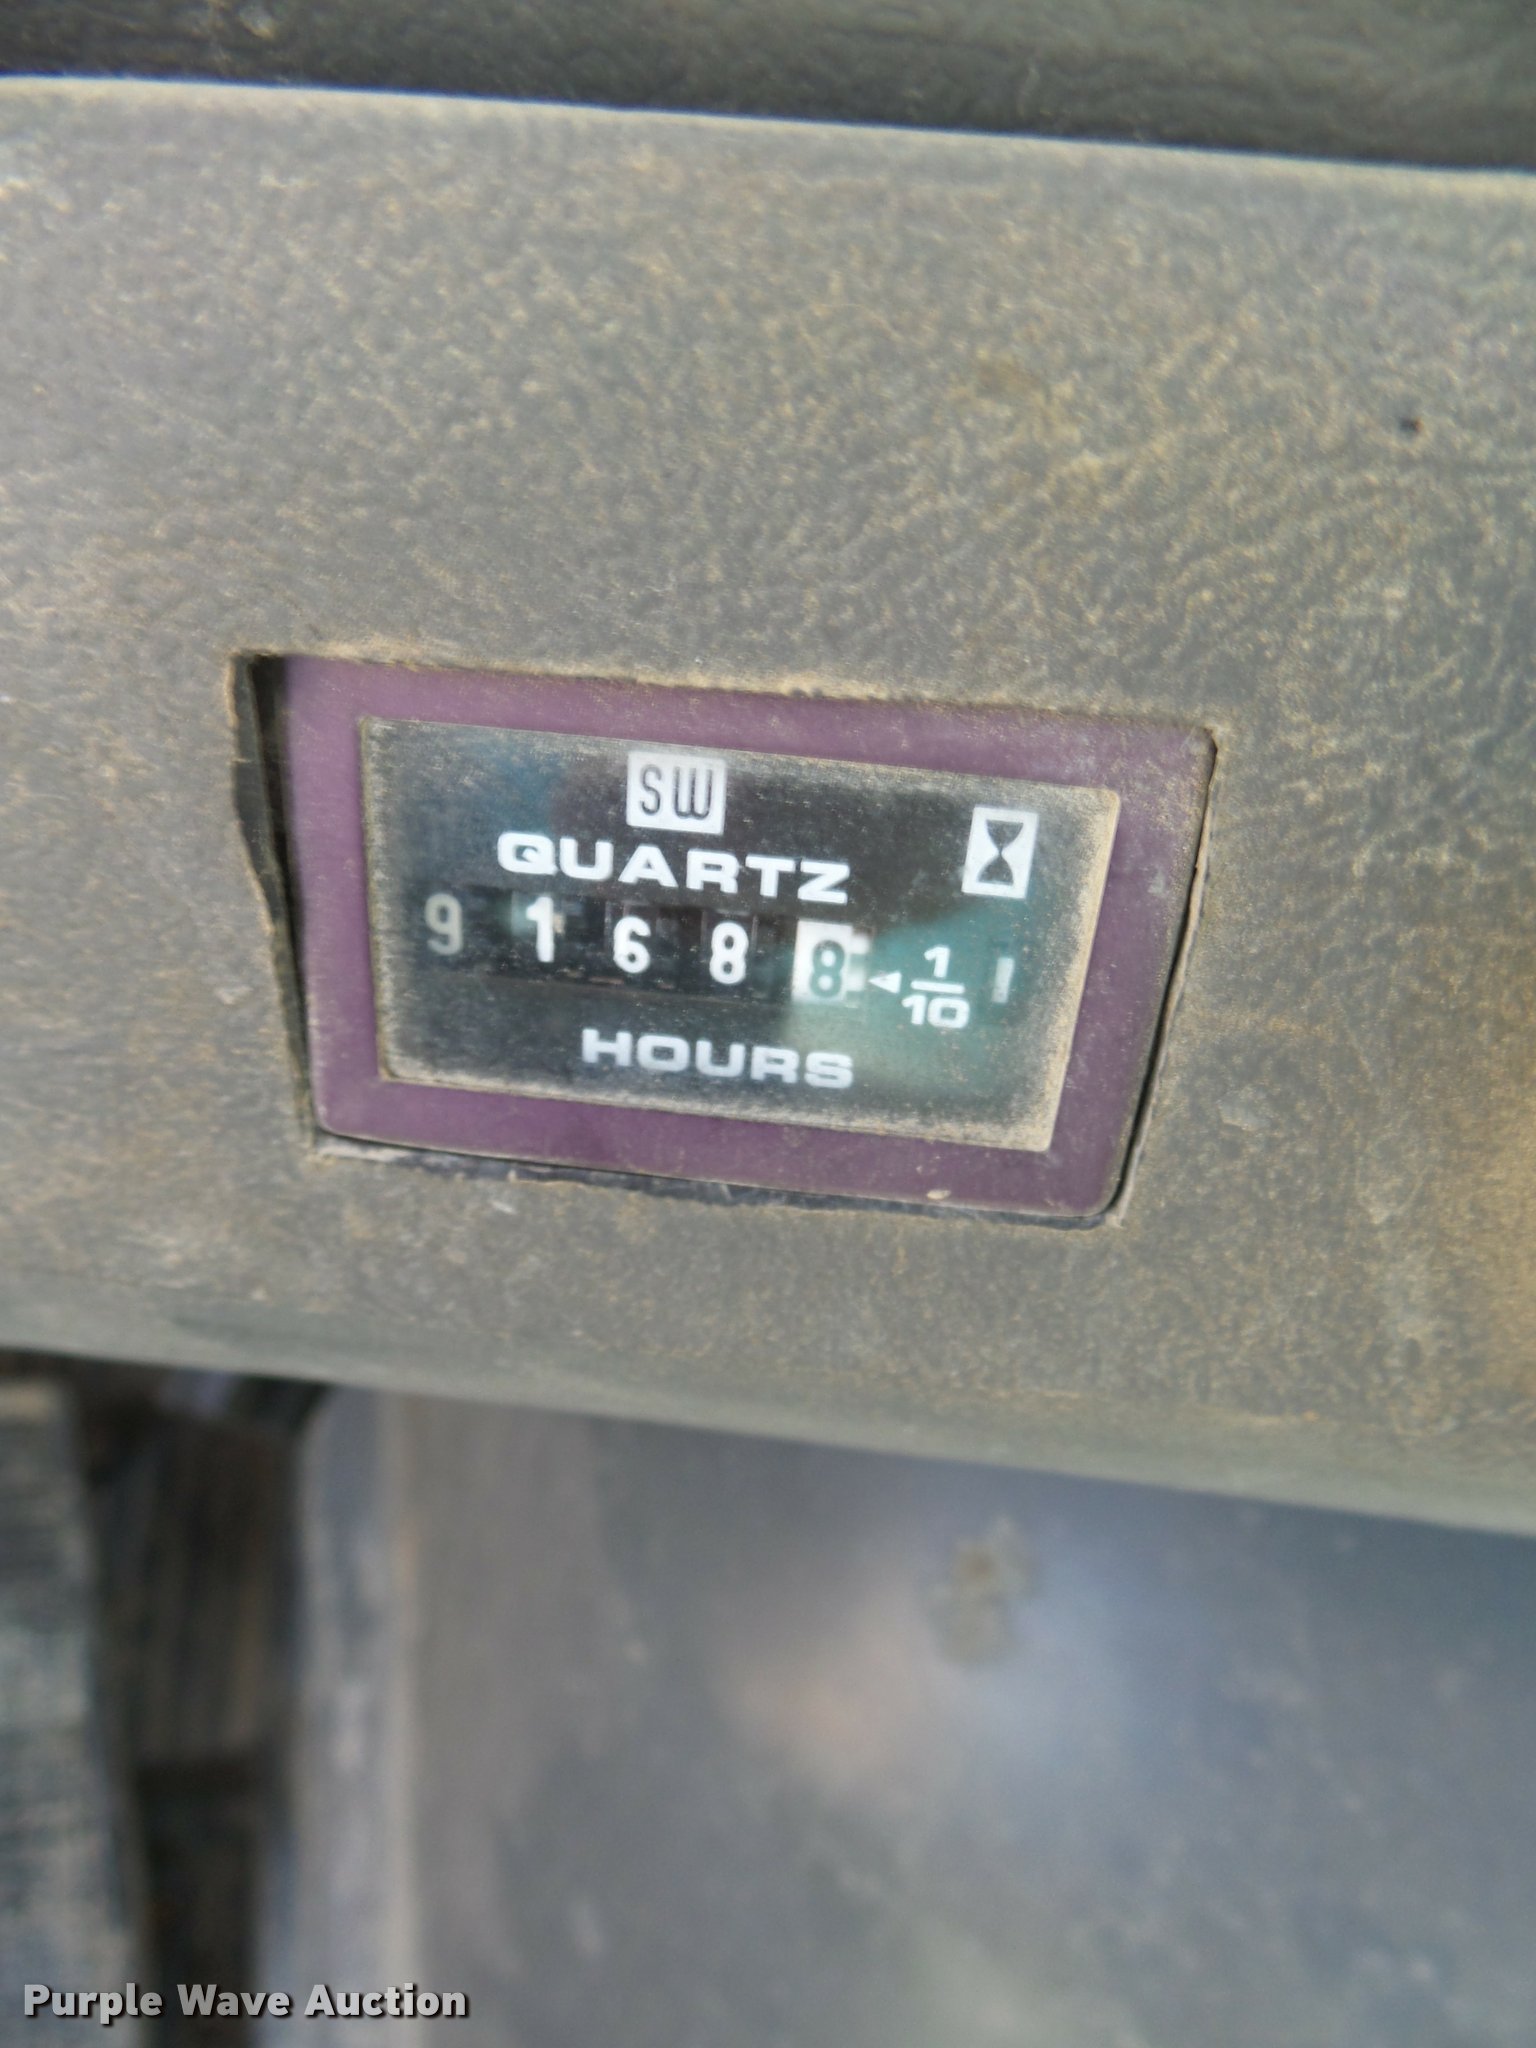 SW
QUARTZ
9 1 6 8 8 ◄ 1/10
HOURS
Purple Wave Auction